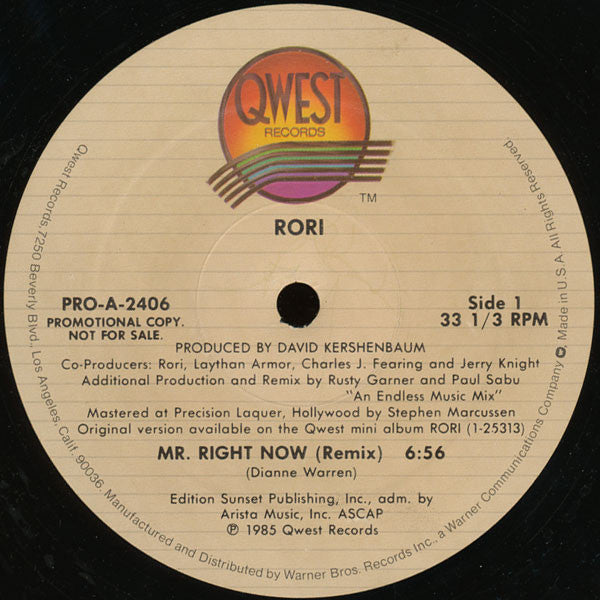 QWEST
RECORDS
TM
RORI
PRO-A-2406
PROMOTIONAL COPY.
NOT FOR SALE.
Side 1
33 1/3 RPM
PRODUCED BY DAVID KERSHENBAUM
Co-Producers: Rori, Laythan Armor, Charles J. Fearing and Jerry Knight
Additional Production and Remix by Rusty Garner and Paul Sabu
"An Endless Music Mix"
Mastered at Precision Laquer, Hollywood by Stephen Marcussen
Original version available on the Qwest mini album RORI (1-25313)
MR. RIGHT NOW (Remix) 6:56
(Dianne Warren)
Edition Sunset Publishing, Inc., adm. by
Arista Music, Inc. ASCAP
℗ 1985 Qwest Records
Qwest Records, 7250 Beverly Blvd., Los Angeles, Calif. 90036. Manufactured and Distributed by Warner Bros. Records Inc., a Warner Communications Company. Made in U.S.A. All Rights Reserved.